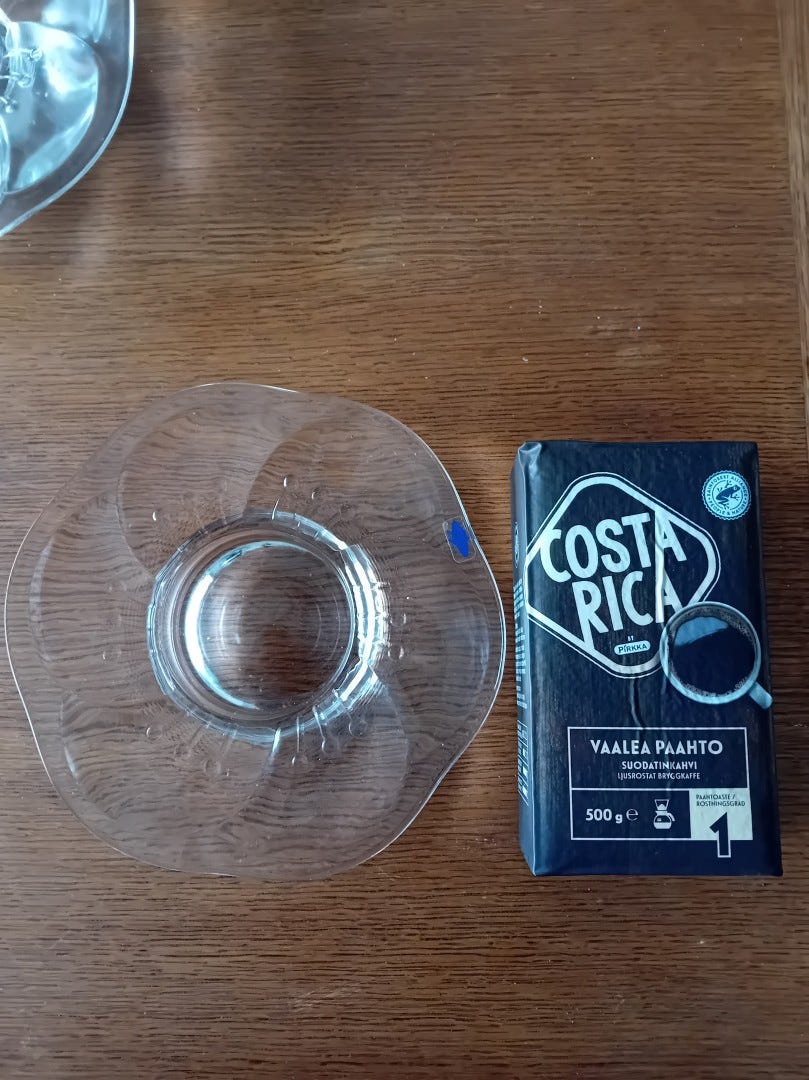 COSTA
RICA
PIRKKA
VAALEA PAAHTO
SUODATINKAHVI
LJUSROSTAT BRYGGKAFFE
500 g ℮
PAAHTOASTE /
ROSTNINGSGRAD
1